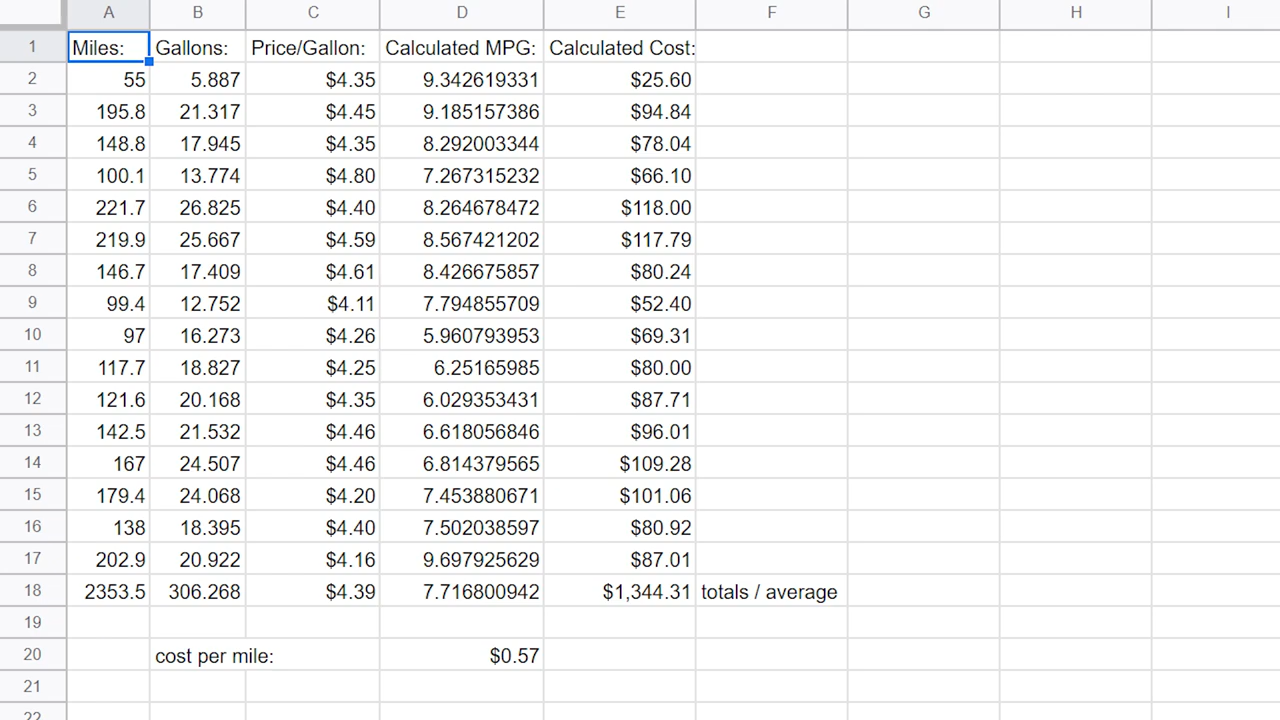 A B C D E F G H I
1 Miles: Gallons: Price/Gallon: Calculated MPG: Calculated Cost:
2 55 5.887 $4.35 9.342619331 $25.60
3 195.8 21.317 $4.45 9.185157386 $94.84
4 148.8 17.945 $4.35 8.292003344 $78.04
5 100.1 13.774 $4.80 7.267315232 $66.10
6 221.7 26.825 $4.40 8.264678472 $118.00
7 219.9 25.667 $4.59 8.567421202 $117.79
8 146.7 17.409 $4.61 8.426675857 $80.24
9 99.4 12.752 $4.11 7.794855709 $52.40
10 97 16.273 $4.26 5.960793953 $69.31
11 117.7 18.827 $4.25 6.25165985 $80.00
12 121.6 20.168 $4.35 6.029353431 $87.71
13 142.5 21.532 $4.46 6.618056846 $96.01
14 167 24.507 $4.46 6.814379565 $109.28
15 179.4 24.068 $4.20 7.453880671 $101.06
16 138 18.395 $4.40 7.502038597 $80.92
17 202.9 20.922 $4.16 9.697925629 $87.01
18 2353.5 306.268 $4.39 7.716800942 $1,344.31 totals / average
19
20 cost per mile: $0.57
21
22